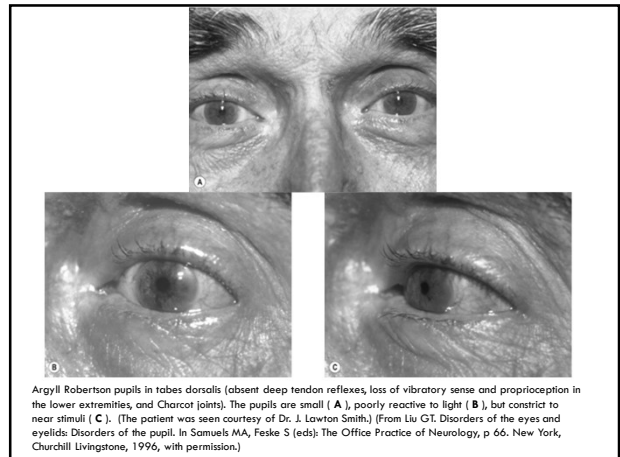 A
B
C
Argyll Robertson pupils in tabes dorsalis (absent deep tendon reflexes, loss of vibratory sense and proprioception in
the lower extremities, and Charcot joints). The pupils are small ( A ), poorly reactive to light ( B ), but constrict to
near stimuli ( C ). (The patient was seen courtesy of Dr. J. Lawton Smith.) (From Liu GT. Disorders of the eyes and
eyelids: Disorders of the pupil. In Samuels MA, Feske S (eds): The Office Practice of Neurology, p 66. New York,
Churchill Livingstone, 1996, with permission.)